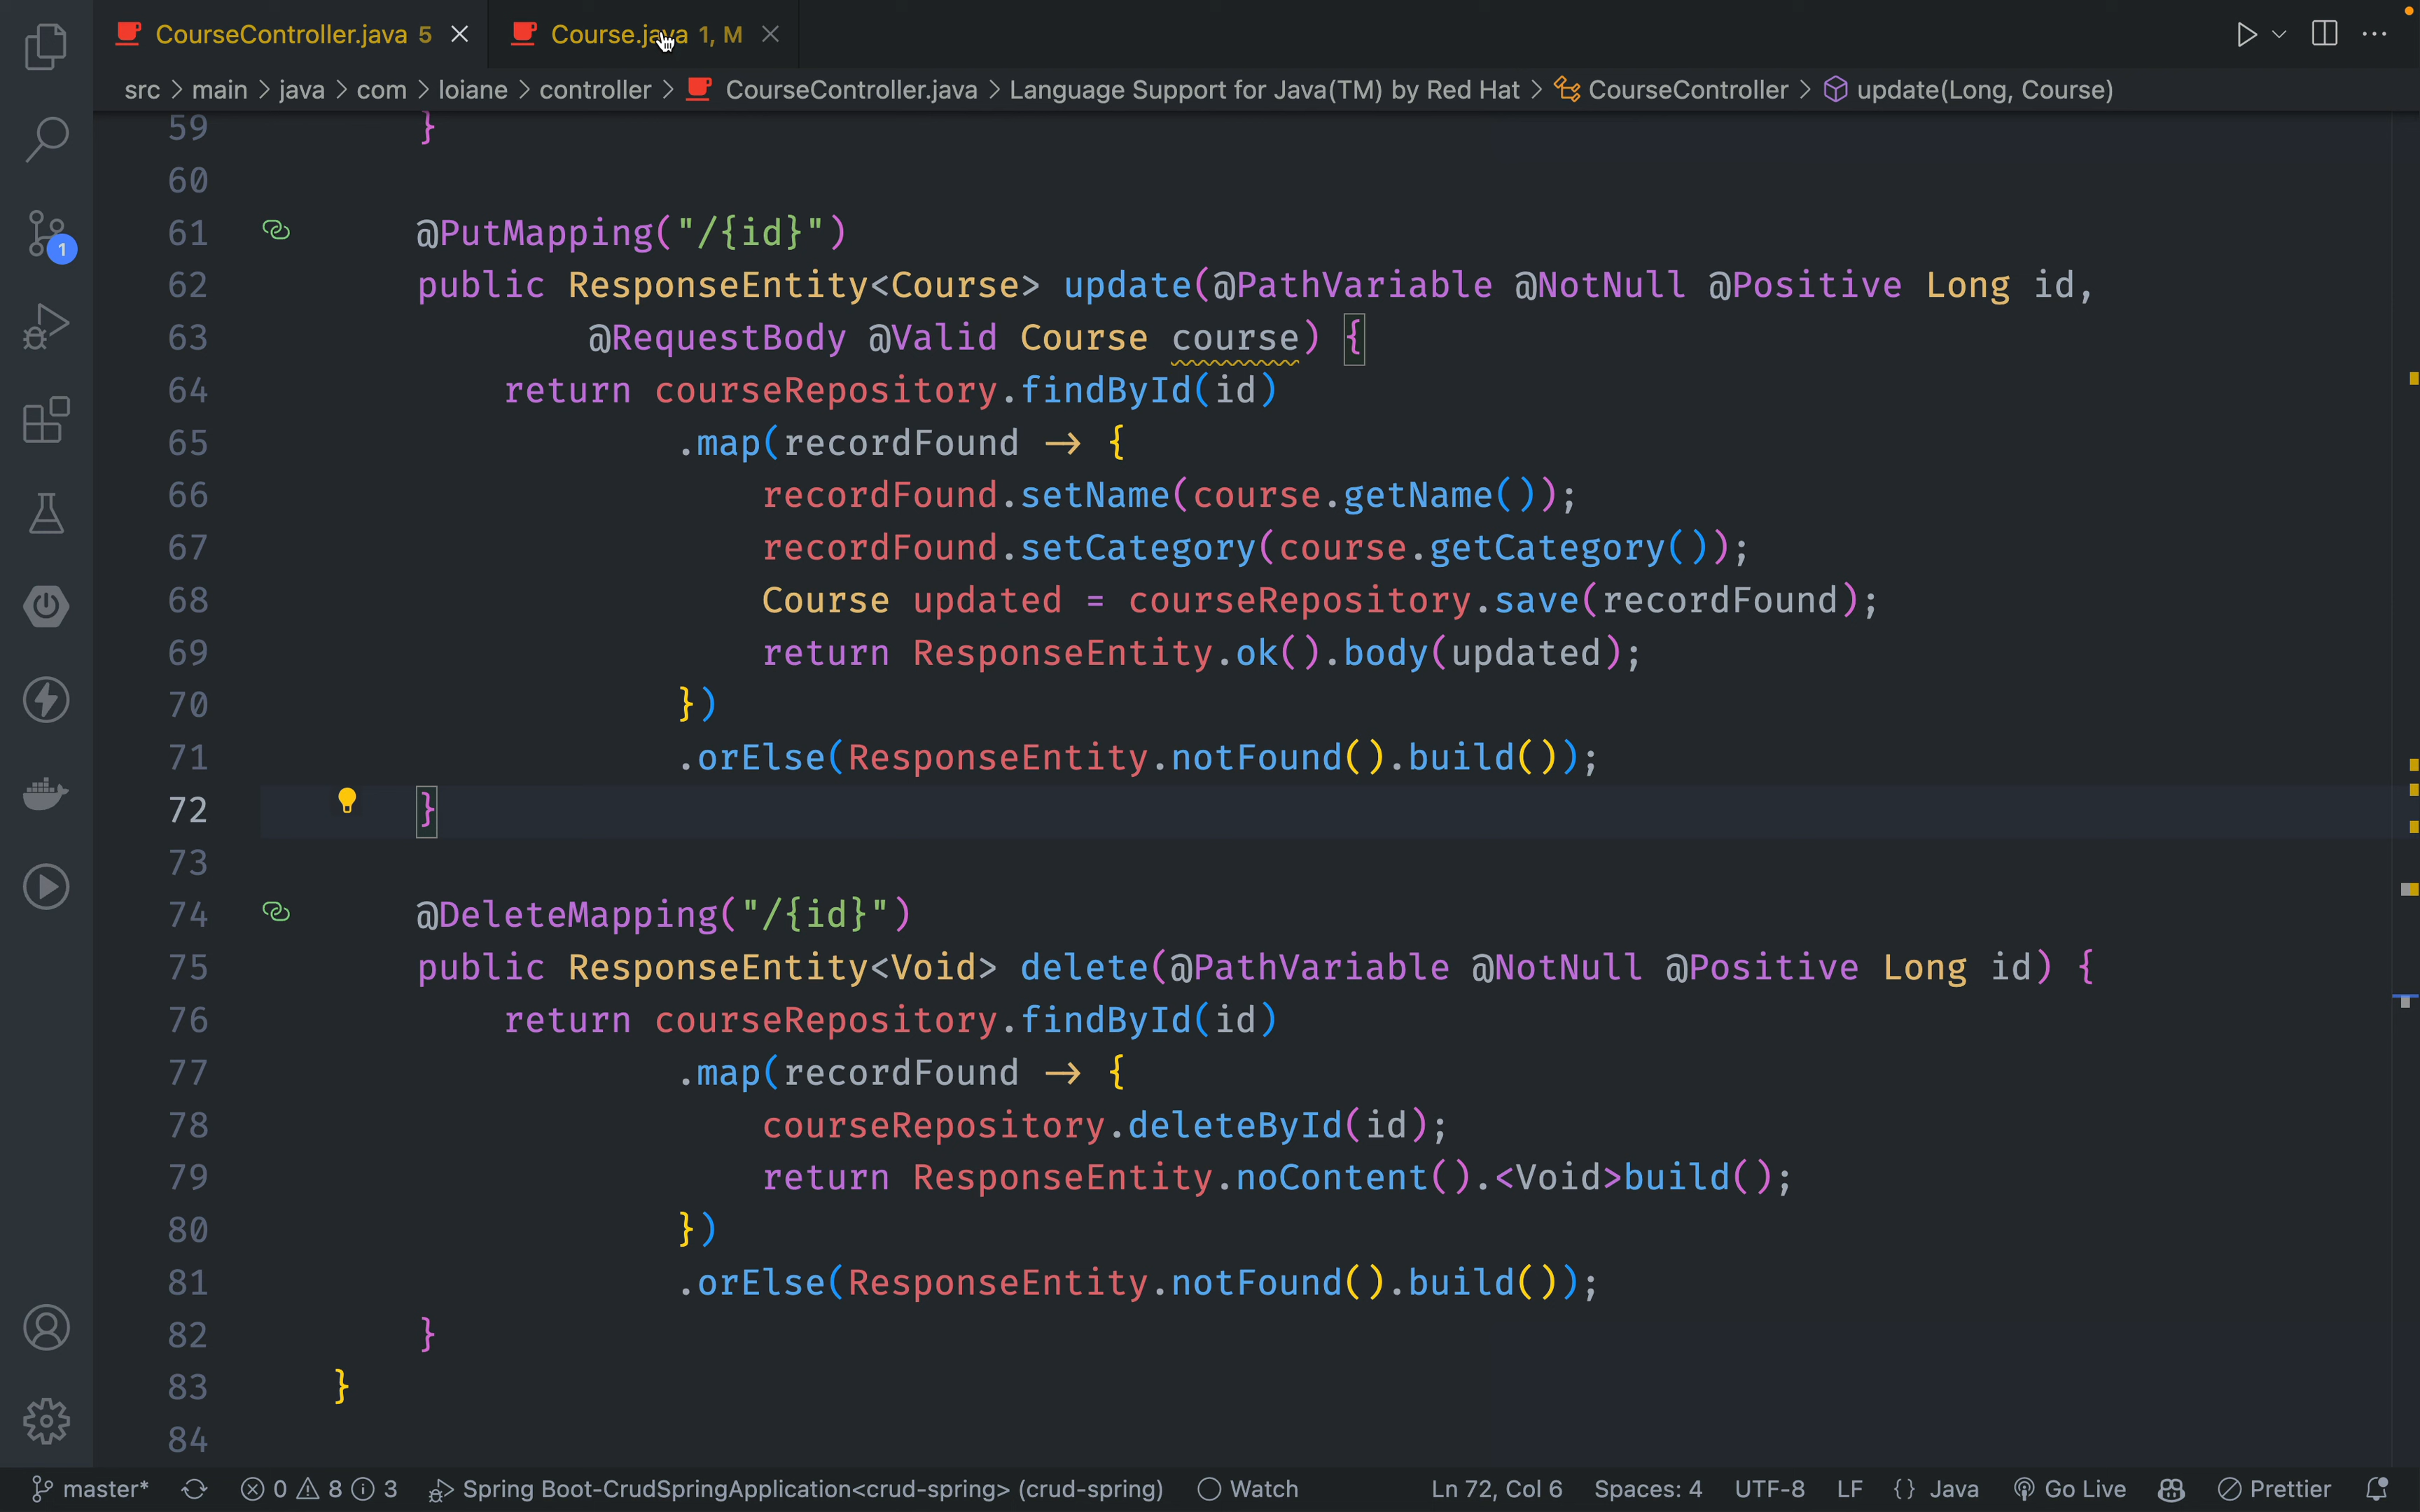 CourseController.java 5
Course.java 1, M
src > main > java > com > loiane > controller > CourseController.java > Language Support for Java(TM) by Red Hat > CourseController > update(Long, Course)
59 }
60
61 @PutMapping("/{id}")
62 public ResponseEntity<Course> update(@PathVariable @NotNull @Positive Long id,
63 @RequestBody @Valid Course course) {
64 return courseRepository.findById(id)
65 .map(recordFound -> {
66 recordFound.setName(course.getName());
67 recordFound.setCategory(course.getCategory());
68 Course updated = courseRepository.save(recordFound);
69 return ResponseEntity.ok().body(updated);
70 })
71 .orElse(ResponseEntity.notFound().build());
72 }
73
74 @DeleteMapping("/{id}")
75 public ResponseEntity<Void> delete(@PathVariable @NotNull @Positive Long id) {
76 return courseRepository.findById(id)
77 .map(recordFound -> {
78 courseRepository.deleteById(id);
79 return ResponseEntity.noContent().<Void>build();
80 })
81 .orElse(ResponseEntity.notFound().build());
82 }
83 }
84
1
master* 0 8 3 Spring Boot-CrudSpringApplication<crud-spring> (crud-spring) Watch Ln 72, Col 6 Spaces: 4 UTF-8 LF {} Java Go Live Prettier